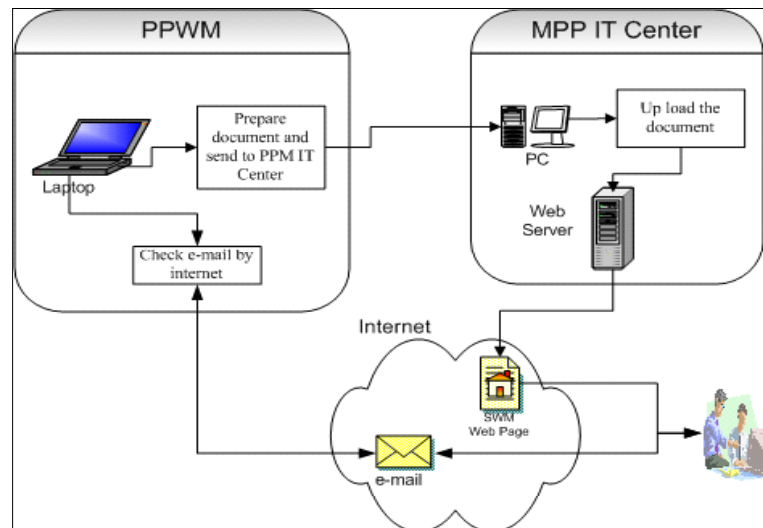 PPWM
MPP IT Center
Prepare
document and
send to PPM IT
Center
Laptop
Check e-mail by
internet
PC
Up load the
document
Web
Server
Internet
SWM
Web Page
e-mail